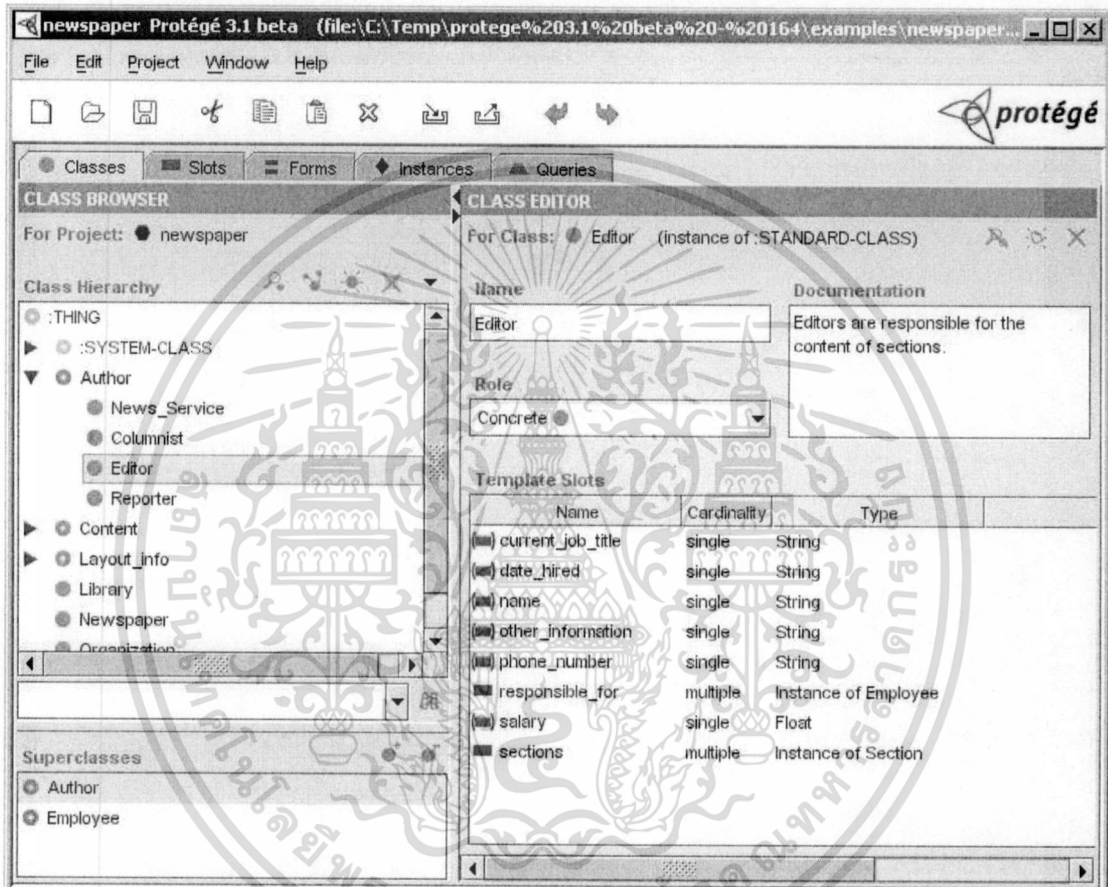 newspaper Protégé 3.1 beta (file:\C:\Temp\protege%203.1%20beta%20-%20164\examples\newspaper...
File Edit Project Window Help
protégé
Classes Slots Forms Instances Queries
CLASS BROWSER
For Project: newspaper
Class Hierarchy
:THING
:SYSTEM-CLASS
Author
News_Service
Columnist
Editor
Reporter
Content
Layout_info
Library
Newspaper
Organization
Superclasses
Author
Employee
CLASS EDITOR
For Class: Editor (instance of :STANDARD-CLASS)
Name
Editor
Documentation
Editors are responsible for the
content of sections.
Role
Concrete
Template Slots
Name Cardinality Type
current_job_title single String
date_hired single String
name single String
other_information single String
phone_number single String
responsible_for multiple Instance of Employee
salary single Float
sections multiple Instance of Section